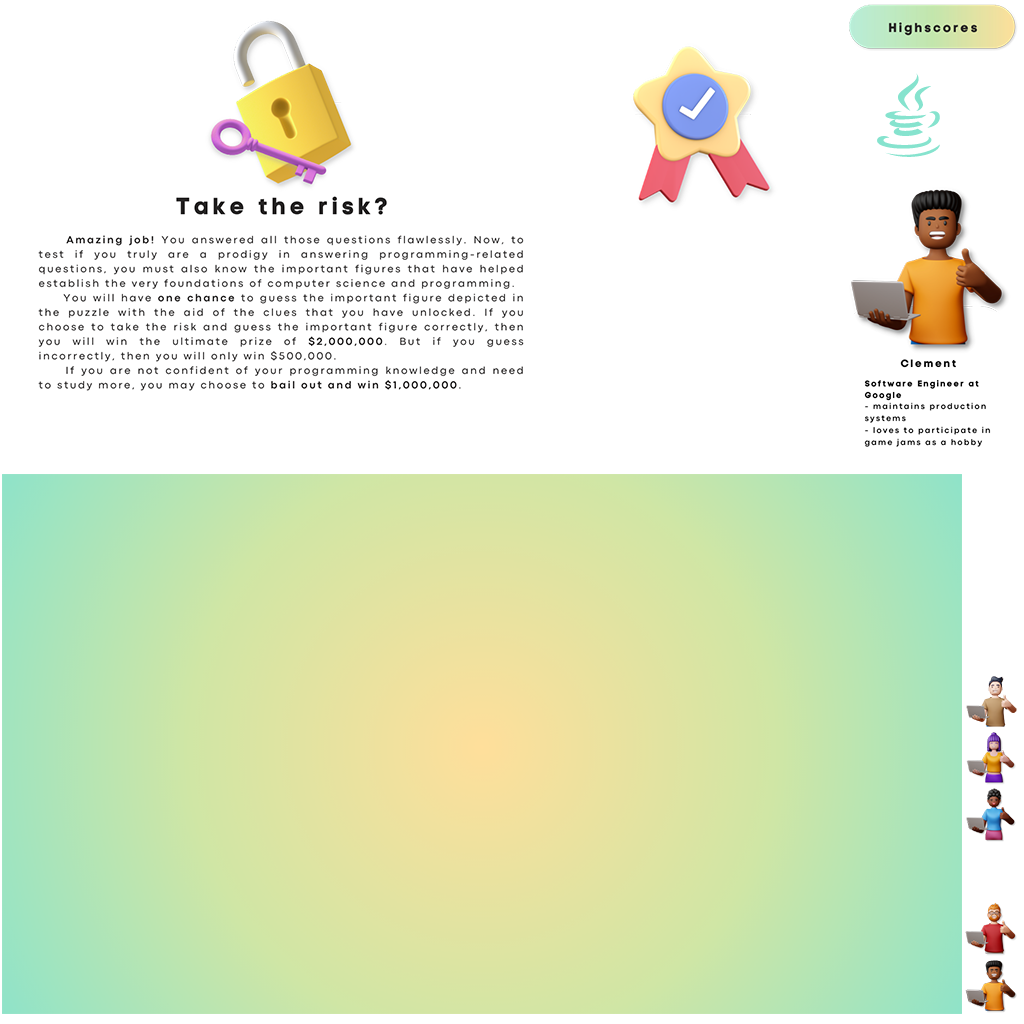 Highscores
Take the risk?
Amazing job! You answered all those questions flawlessly. Now, to
test if you truly are a prodigy in answering programming-related
questions, you must also know the important figures that have helped
establish the very foundations of computer science and programming.
You will have one chance to guess the important figure depicted in
the puzzle with the aid of the clues that you have unlocked. If you
choose to take the risk and guess the important figure correctly, then
you will win the ultimate prize of $2,000,000. But if you guess
incorrectly, then you will only win $500,000.
If you are not confident of your programming knowledge and need
to study more, you may choose to bail out and win $1,000,000.
Clement
Software Engineer at
Google
- maintains production
systems
- loves to participate in
game jams as a hobby